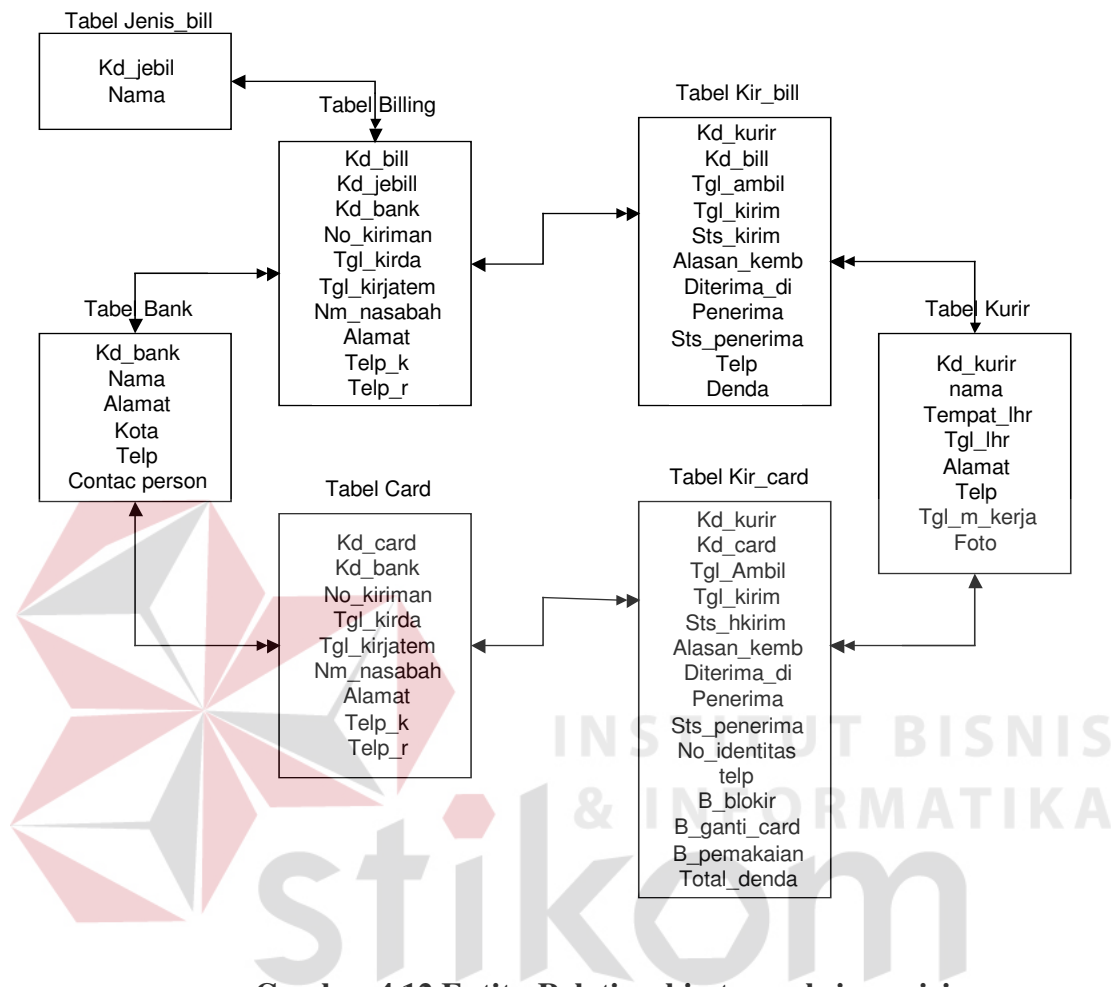 Tabel Jenis_bill
Kd_jebil
Nama
Tabel Billing
Kd_bill
Kd_jebill
Kd_bank
No_kiriman
Tgl_kirda
Tgl_kirjatem
Nm_nasabah
Alamat
Telp_k
Telp_r
Tabel Kir_bill
Kd_kurir
Kd_bill
Tgl_ambil
Tgl_kirim
Sts_kirim
Alasan_kemb
Diterima_di
Penerima
Sts_penerima
Telp
Denda
Tabel Bank
Kd_bank
Nama
Alamat
Kota
Telp
Contac person
Tabel Kurir
Kd_kurir
nama
Tempat_lhr
Tgl_lhr
Alamat
Telp
Tgl_m_kerja
Foto
Tabel Card
Kd_card
Kd_bank
No_kiriman
Tgl_kirda
Tgl_kirjatem
Nm_nasabah
Alamat
Telp_k
Telp_r
Tabel Kir_card
Kd_kurir
Kd_card
Tgl_Ambil
Tgl_kirim
Sts_hkirim
Alasan_kemb
Diterima_di
Penerima
Sts_penerima
No_identitas
telp
B_blokir
B_ganti_card
B_pemakaian
Total_denda
INSTITUT BISNIS
& INFORMATIKA
stikom